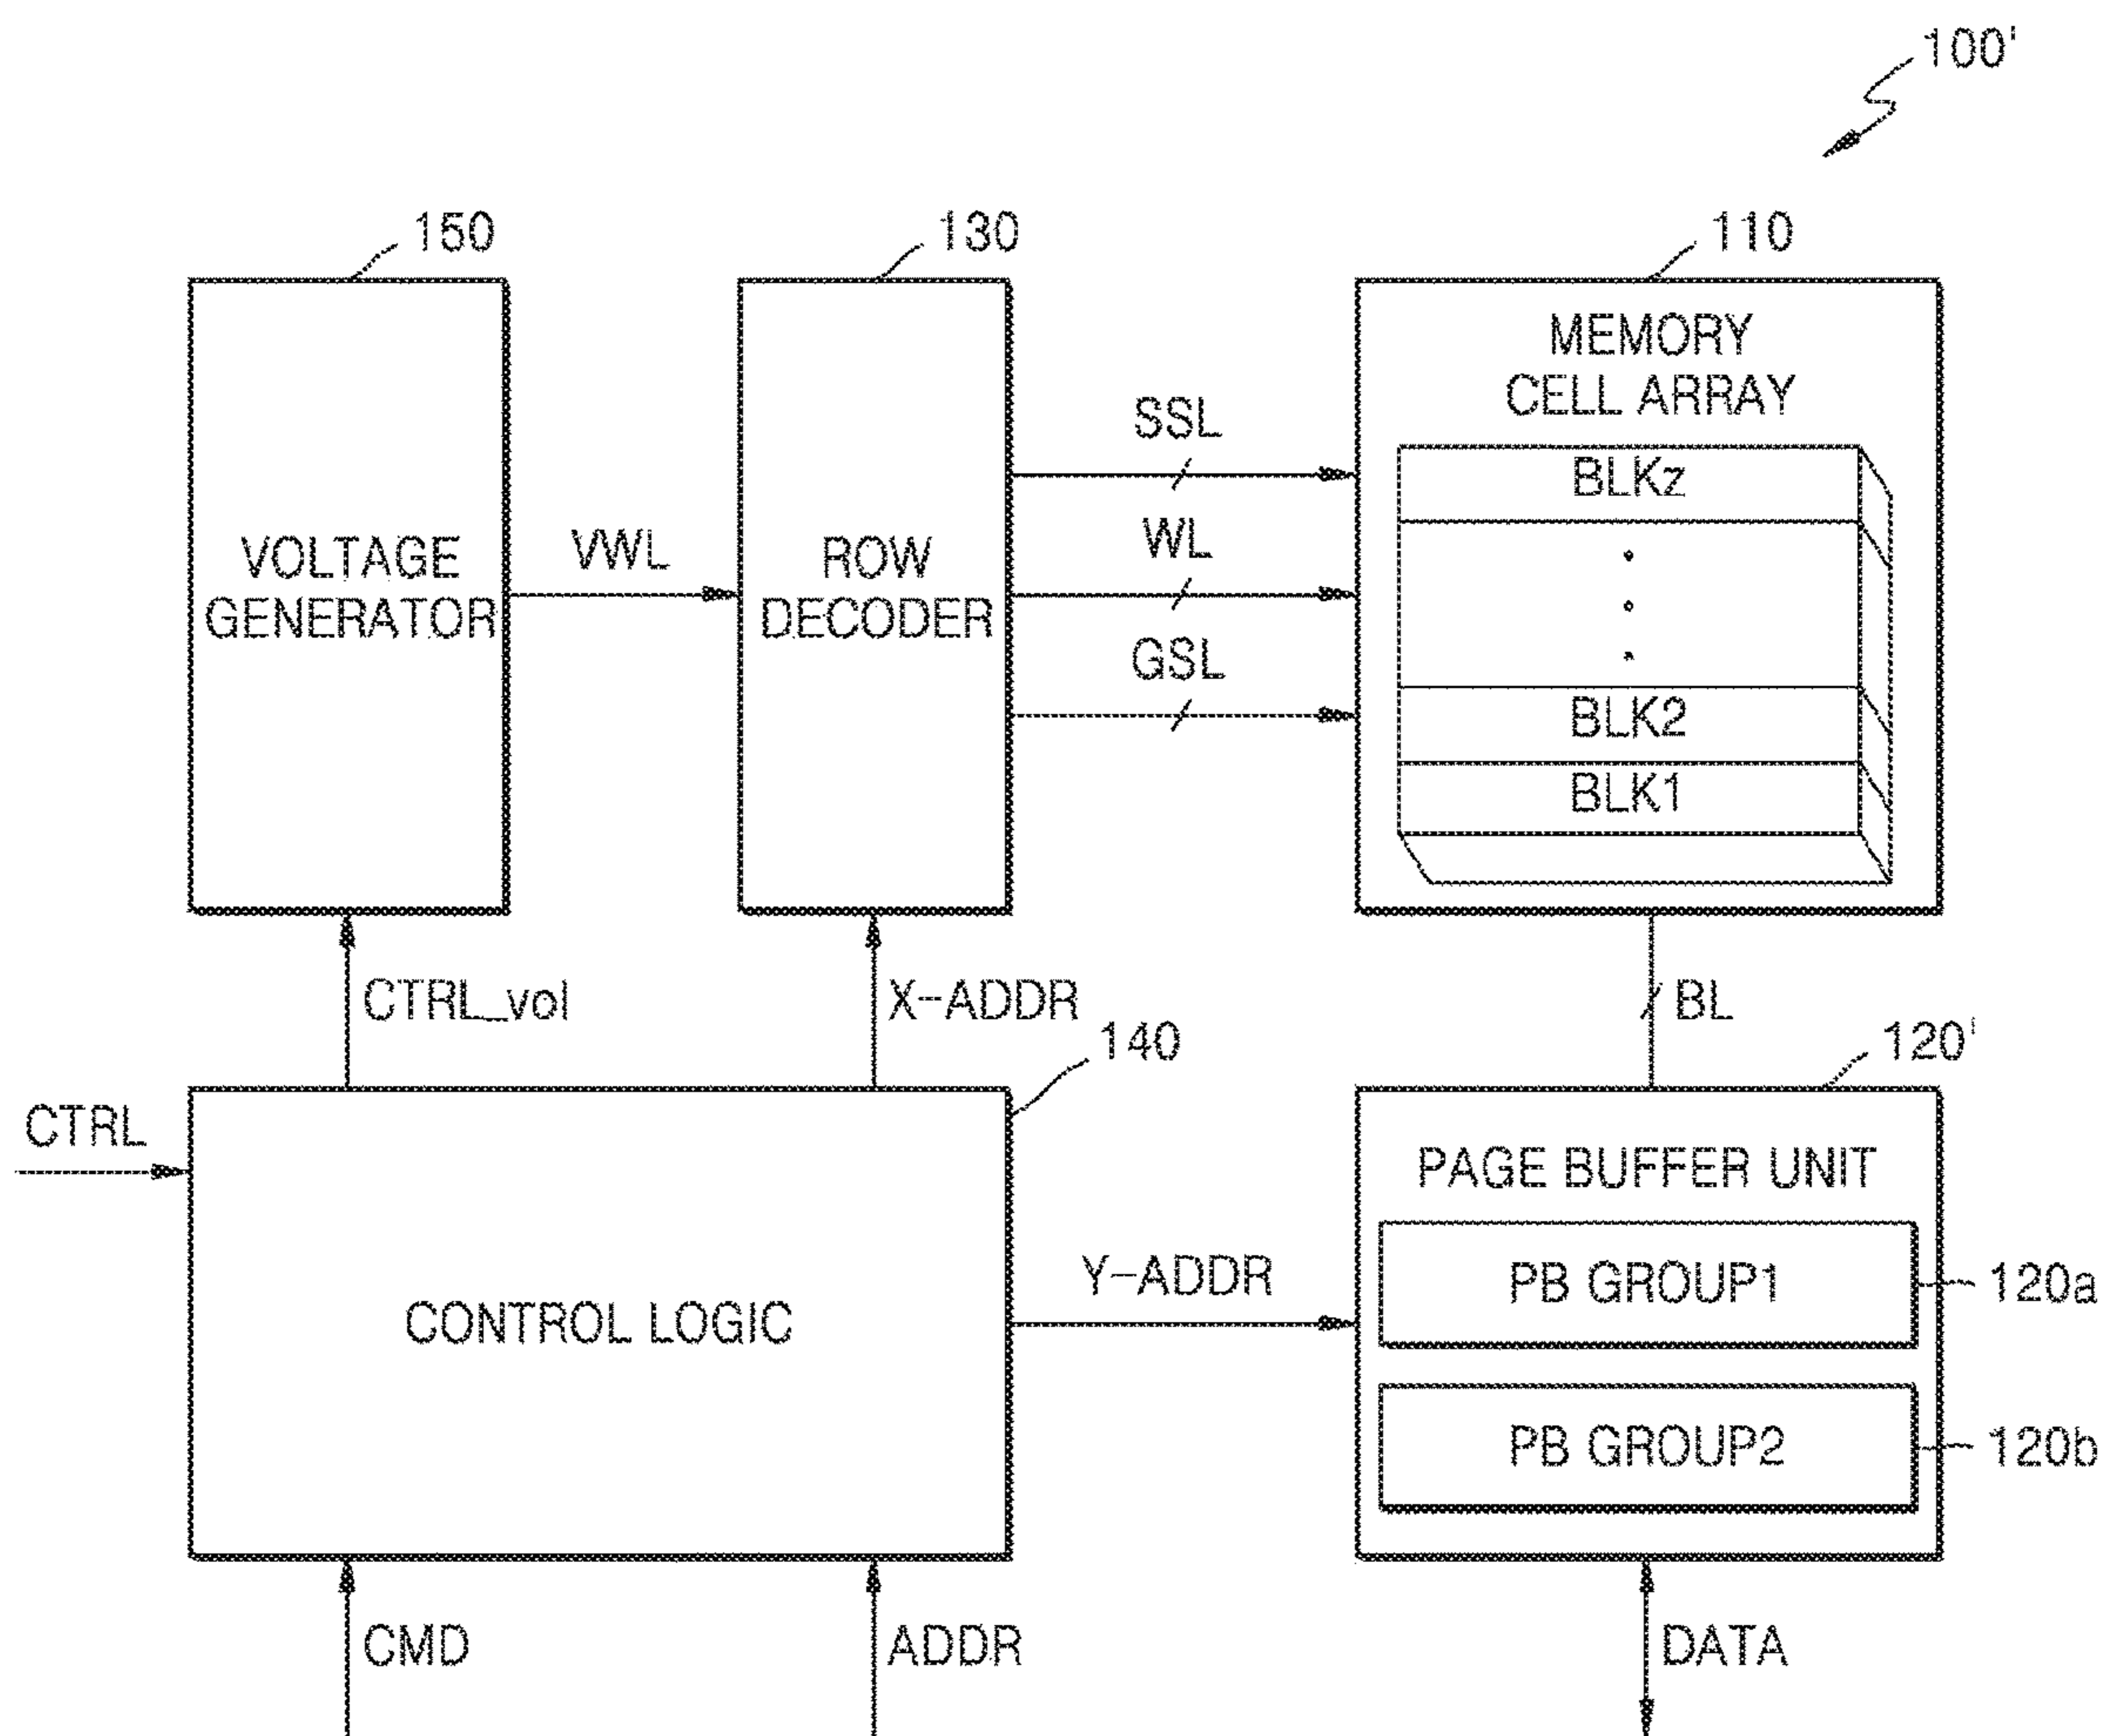 100'
150
130
110
MEMORY
CELL ARRAY
SSL
BLKz
WL
VOLTAGE
GENERATOR
VWL
ROW
DECODER
GSL
BLK2
BLK1
CTRL_vol
X-ADDR
BL
140
120'
CTRL
PAGE BUFFER UNIT
Y-ADDR
PB GROUP1
120a
CONTROL LOGIC
PB GROUP2
120b
CMD
ADDR
DATA